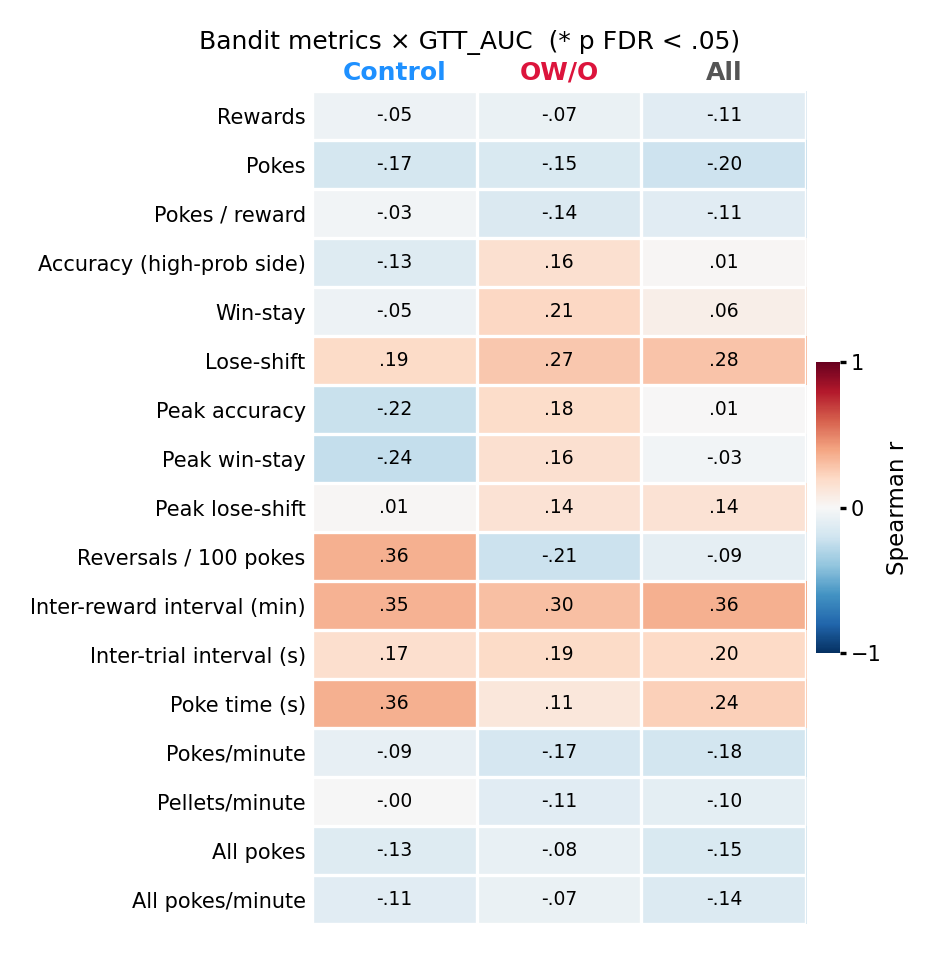 Bandit metrics × GTT_AUC (* p FDR < .05)
Control OW/O All
Rewards -.05 -.07 -.11
Pokes -.17 -.15 -.20
Pokes / reward -.03 -.14 -.11
Accuracy (high-prob side) -.13 .16 .01
Win-stay -.05 .21 .06
Lose-shift .19 .27 .28
Peak accuracy -.22 .18 .01
Peak win-stay -.24 .16 -.03
Peak lose-shift .01 .14 .14
Reversals / 100 pokes .36 -.21 -.09
Inter-reward interval (min) .35 .30 .36
Inter-trial interval (s) .17 .19 .20
Poke time (s) .36 .11 .24
Pokes/minute -.09 -.17 -.18
Pellets/minute -.00 -.11 -.10
All pokes -.13 -.08 -.15
All pokes/minute -.11 -.07 -.14
1
0
−1
Spearman r